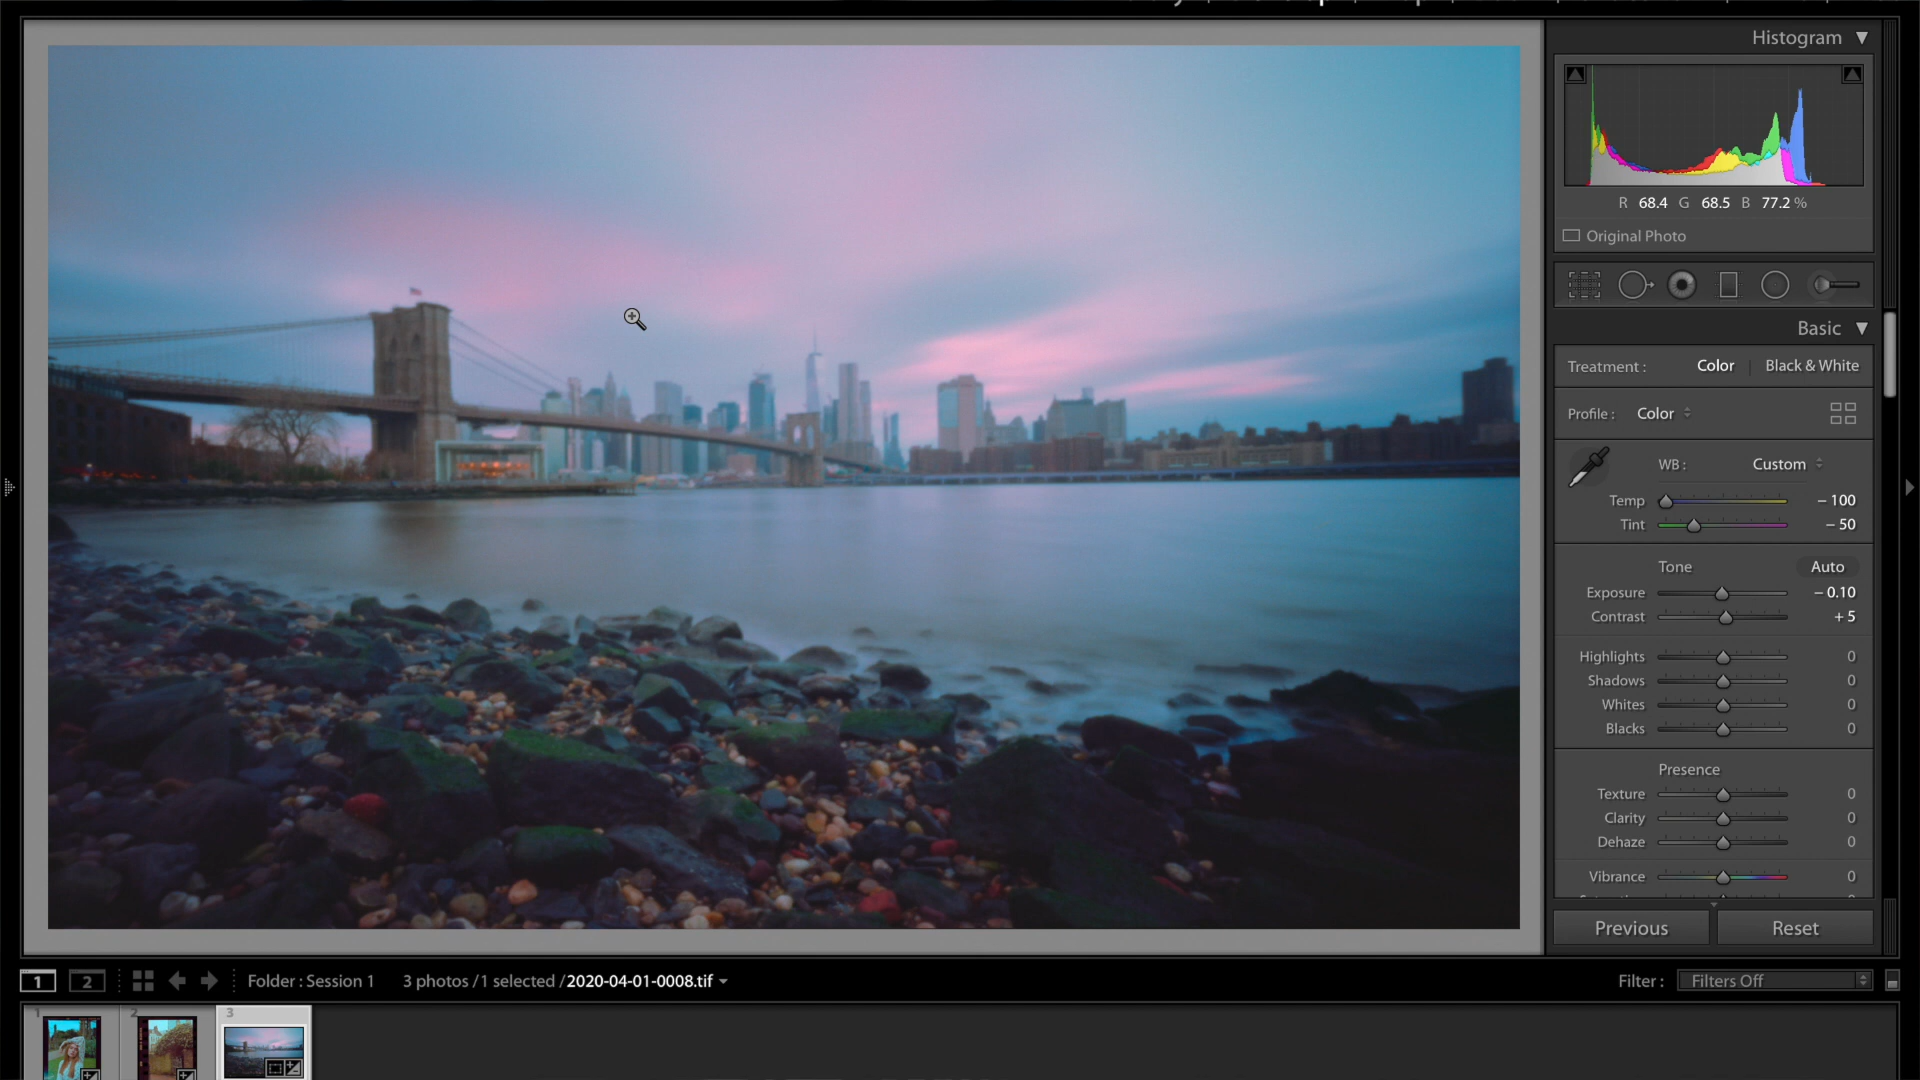 Histogram
R 68.4 G 68.5 B 77.2 %
Original Photo
Basic
Treatment : Color Black & White
Profile : Color
WB : Custom
Temp – 100
Tint – 50
Tone Auto
Exposure – 0.10
Contrast + 5
Highlights 0
Shadows 0
Whites 0
Blacks 0
Presence
Texture 0
Clarity 0
Dehaze 0
Vibrance 0
Previous Reset
1 2 Folder : Session 1 3 photos / 1 selected / 2020-04-01-0008.tif Filter : Filters Off
1 2 3